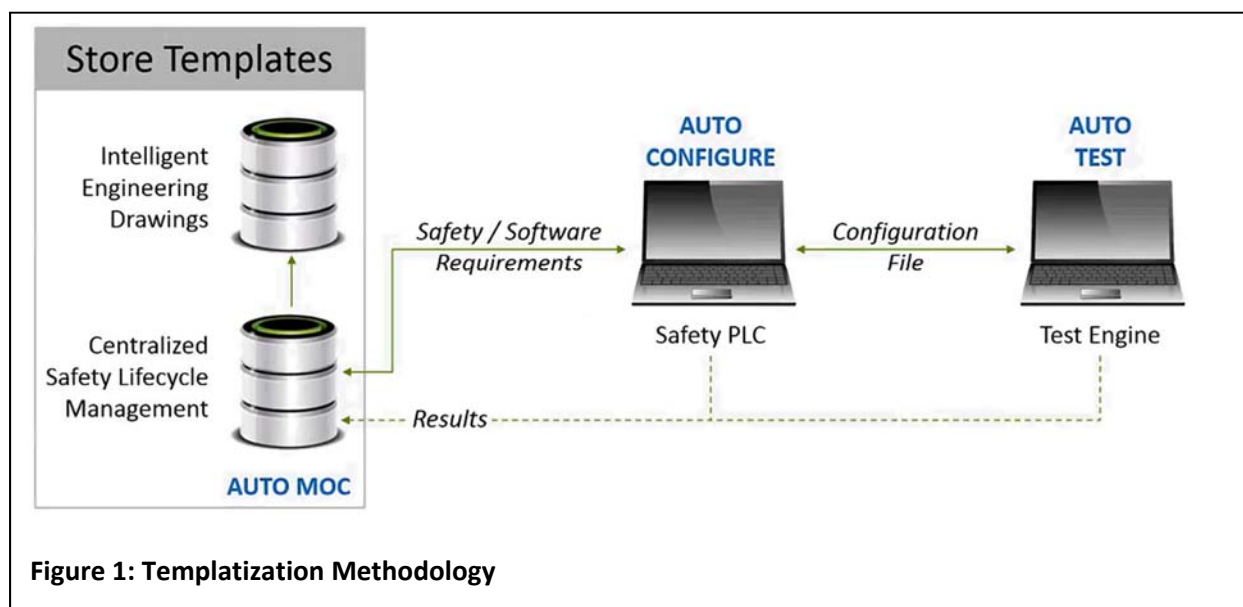 Store Templates
Intelligent
Engineering
Drawings
Centralized
Safety Lifecycle
Management
AUTO MOC
Safety / Software
Requirements
Results
AUTO
CONFIGURE
Safety PLC
Configuration
File
AUTO
TEST
Test Engine
Figure 1: Templatization Methodology